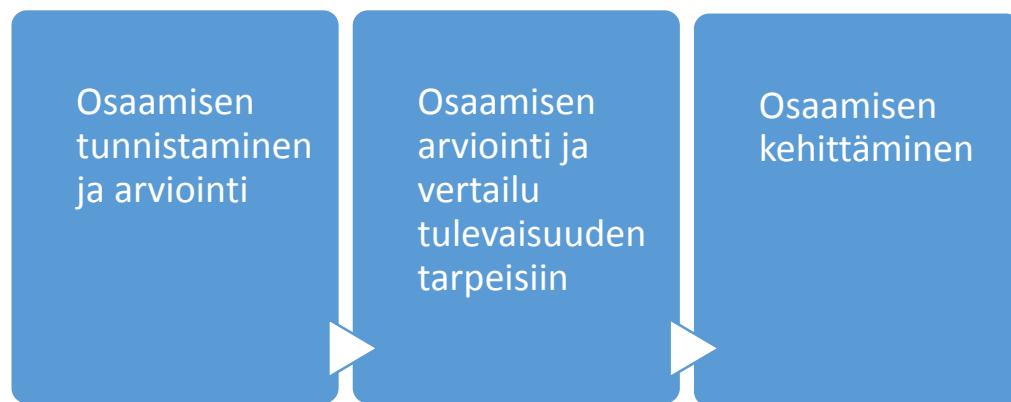 Osaamisen
tunnistaminen
ja arviointi
Osaamisen
arviointi ja
vertailu
tulevaisuuden
tarpeisiin
Osaamisen
kehittäminen